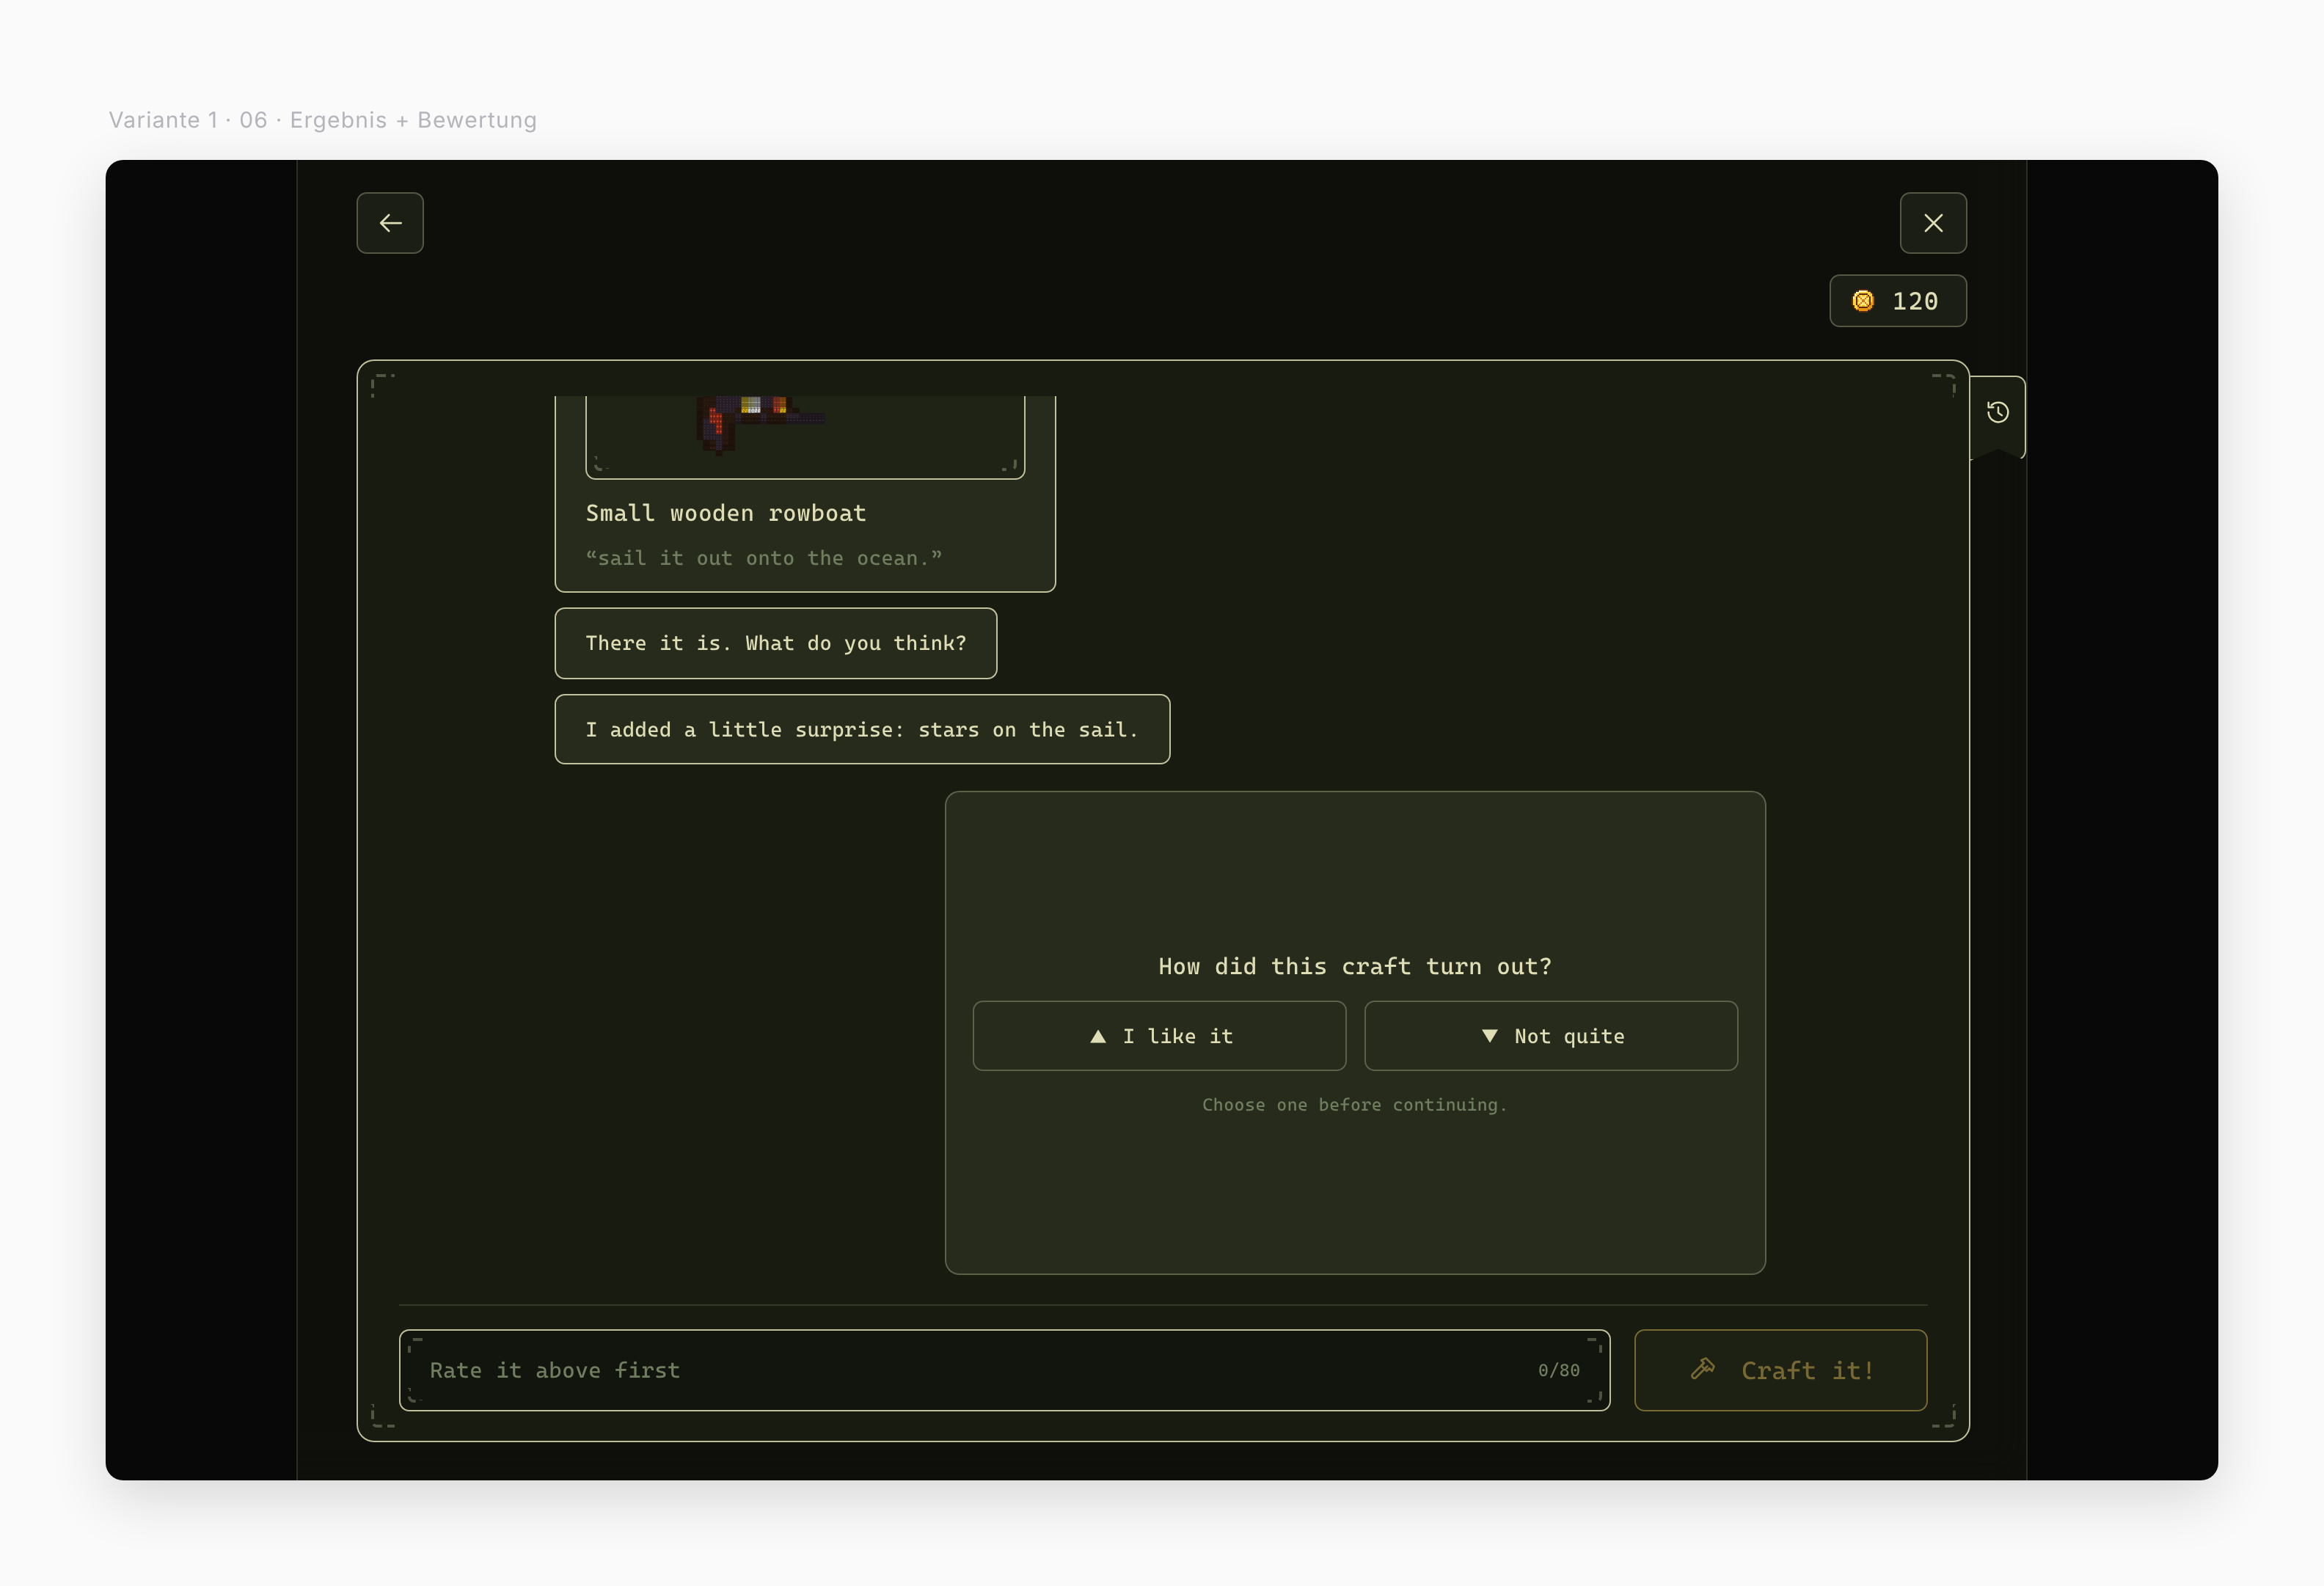 Variante 1 · 06 · Ergebnis + Bewertung
120
Small wooden rowboat
“sail it out onto the ocean.”
There it is. What do you think?
I added a little surprise: stars on the sail.
How did this craft turn out?
▲ I like it
▼ Not quite
Choose one before continuing.
Rate it above first
0/80
Craft it!